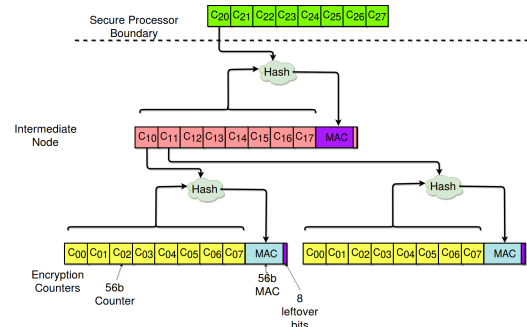 C20 C21 C22 C23 C24 C25 C26 C27
Secure Processor
Boundary
Hash
Intermediate
Node
C10 C11 C12 C13 C14 C15 C16 C17 MAC
Hash
Hash
C00 C01 C02 C03 C04 C05 C06 C07 MAC
C00 C01 C02 C03 C04 C05 C06 C07 MAC
Encryption
Counters
56b
Counter
56b
MAC
8
leftover
bits